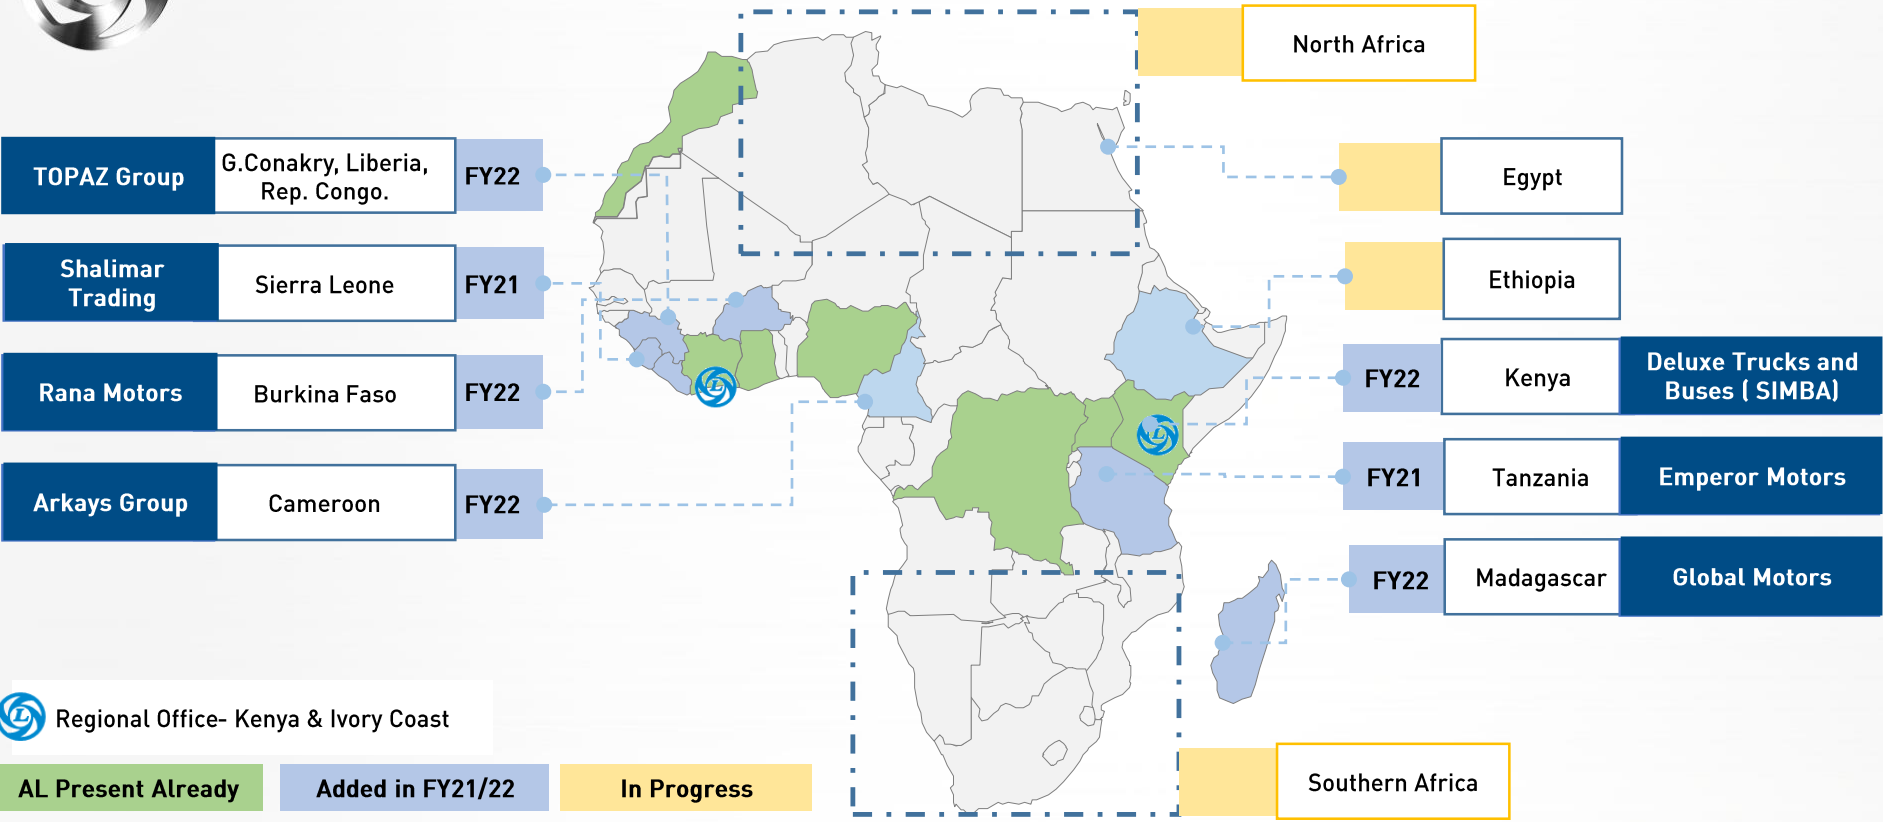 North Africa
TOPAZ Group
G.Conakry, Liberia,
Rep. Congo.
FY22
Egypt
Shalimar
Trading
Sierra Leone
FY21
Ethiopia
Rana Motors
Burkina Faso
FY22
FY22
Kenya
Deluxe Trucks and
Buses ( SIMBA)
Arkays Group
Cameroon
FY22
FY21
Tanzania
Emperor Motors
FY22
Madagascar
Global Motors
L
L
L
Regional Office- Kenya & Ivory Coast
AL Present Already
Added in FY21/22
In Progress
Southern Africa